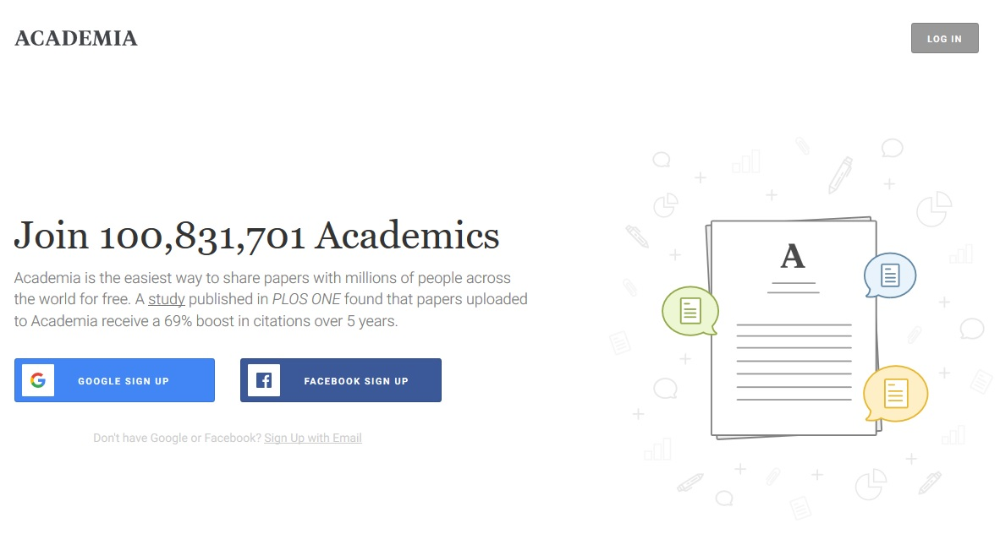 ACADEMIA
LOG IN
Join 100,831,701 Academics
Academia is the easiest way to share papers with millions of people across
the world for free. A study published in PLOS ONE found that papers uploaded
to Academia receive a 69% boost in citations over 5 years.
GOOGLE SIGN UP
FACEBOOK SIGN UP
Don't have Google or Facebook? Sign Up with Email
A